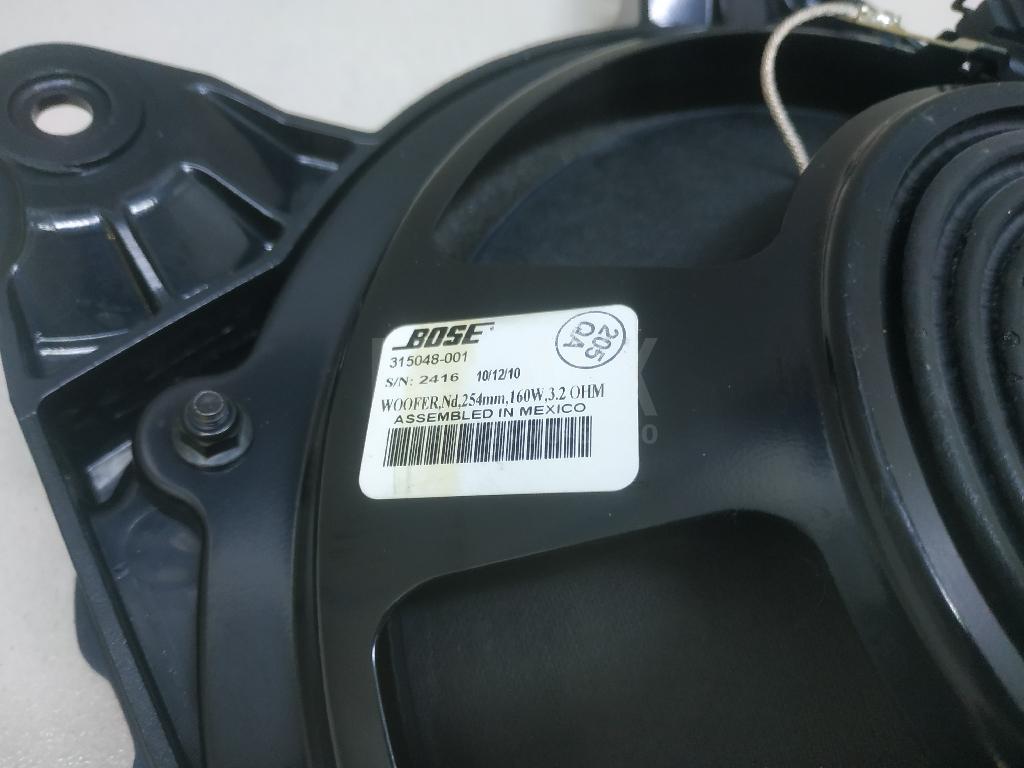 BOSE
315048-001
S/N: 2416 10/12/10
WOOFER,Nd,254mm,160W,3.2 OHM
ASSEMBLED IN MEXICO
205
QA